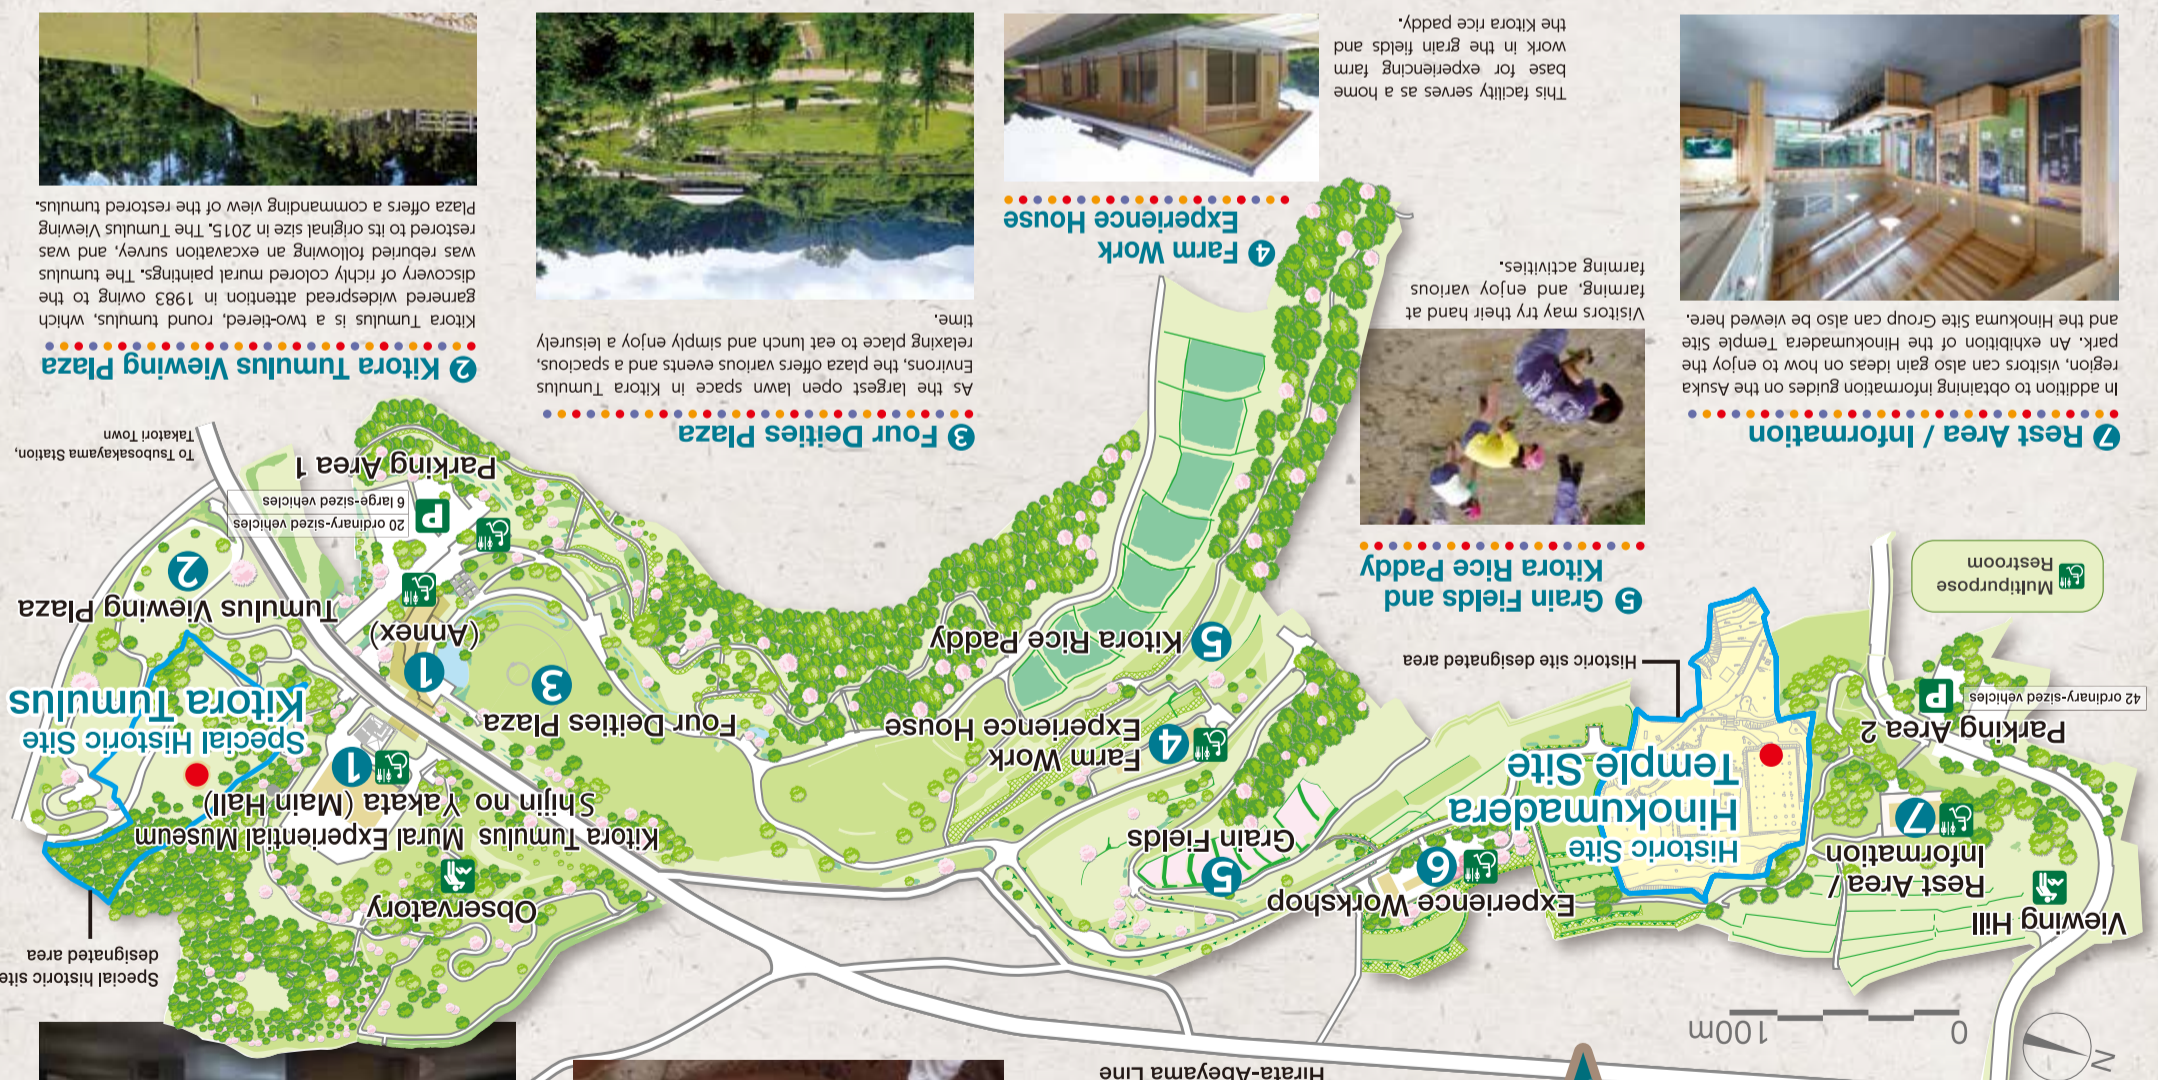 N
0 100m
Hirata-Abeyama Line
Viewing Hill
Rest Area /
Information
7
Parking Area 2
P
42 ordinary-sized vehicles
Multipurpose
Restroom
Historic Site
Hinokumadera
Temple Site
Historic site designated area
Experience Workshop
6
5
Grain Fields
4
Farm Work
Experience House
5 Kitora Rice Paddy
Special historic site
designated area
Observatory
Kitora Tumulus Mural Experiential Museum
Shijin no Yakata (Main Hall)
1
Special Historic Site
Kitora Tumulus
Four Deities Plaza
3
1
(Annex)
Tumulus Viewing Plaza
2
P
20 ordinary-sized vehicles
6 large-sized vehicles
Parking Area 1
To Tsubosakayama Station,
Takatori Town
7 Rest Area / Information
In addition to obtaining information guides on the Asuka
region, visitors can also gain ideas on how to enjoy the
park. An exhibition of the Hinokumadera Temple Site
and the Hinokuma Site Group can also be viewed here.
5 Grain Fields and
Kitora Rice Paddy
Visitors may try their hand at
farming, and enjoy various
farming activities.
4 Farm Work
Experience House
This facility serves as a home
base for experiencing farm
work in the grain fields and
the Kitora rice paddy.
3 Four Deities Plaza
As the largest open lawn space in Kitora Tumulus
Environs, the plaza offers various events and a spacious,
relaxing place to eat lunch and simply enjoy a leisurely
time.
2 Kitora Tumulus Viewing Plaza
Kitora Tumulus is a two-tiered, round tumulus, which
garnered widespread attention in 1983 owing to the
discovery of richly colored mural paintings. The tumulus
was reburied following an excavation survey, and was
restored to its original size in 2015. The Tumulus Viewing
Plaza offers a commanding view of the restored tumulus.